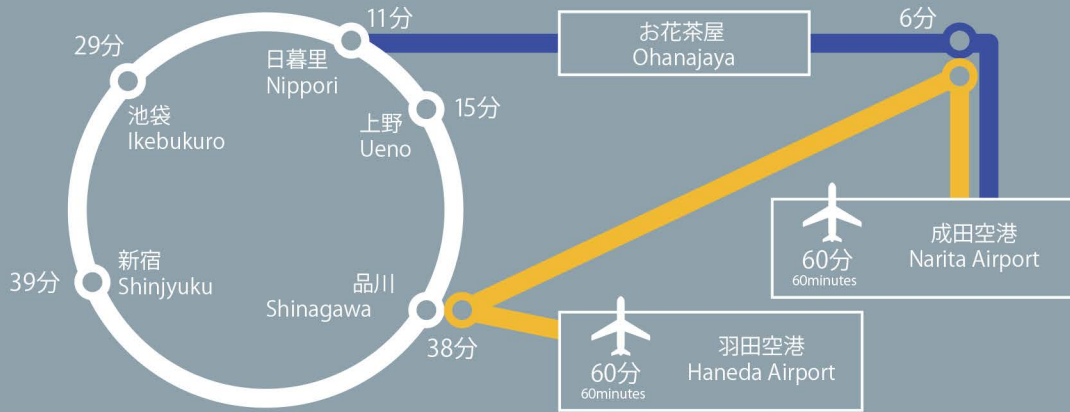 11分
日暮里
Nippori
お花茶屋
Ohanajaya
6分
29分
池袋
Ikebukuro
上野
Ueno
15分
39分
新宿
Shinjyuku
品川
Shinagawa
38分
60分
60minutes
成田空港
Narita Airport
60分
60minutes
羽田空港
Haneda Airport